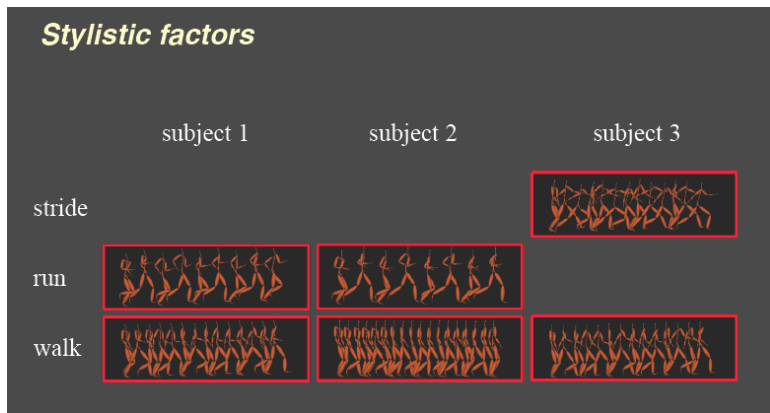 Stylistic factors
subject 1 subject 2 subject 3
stride
run
walk